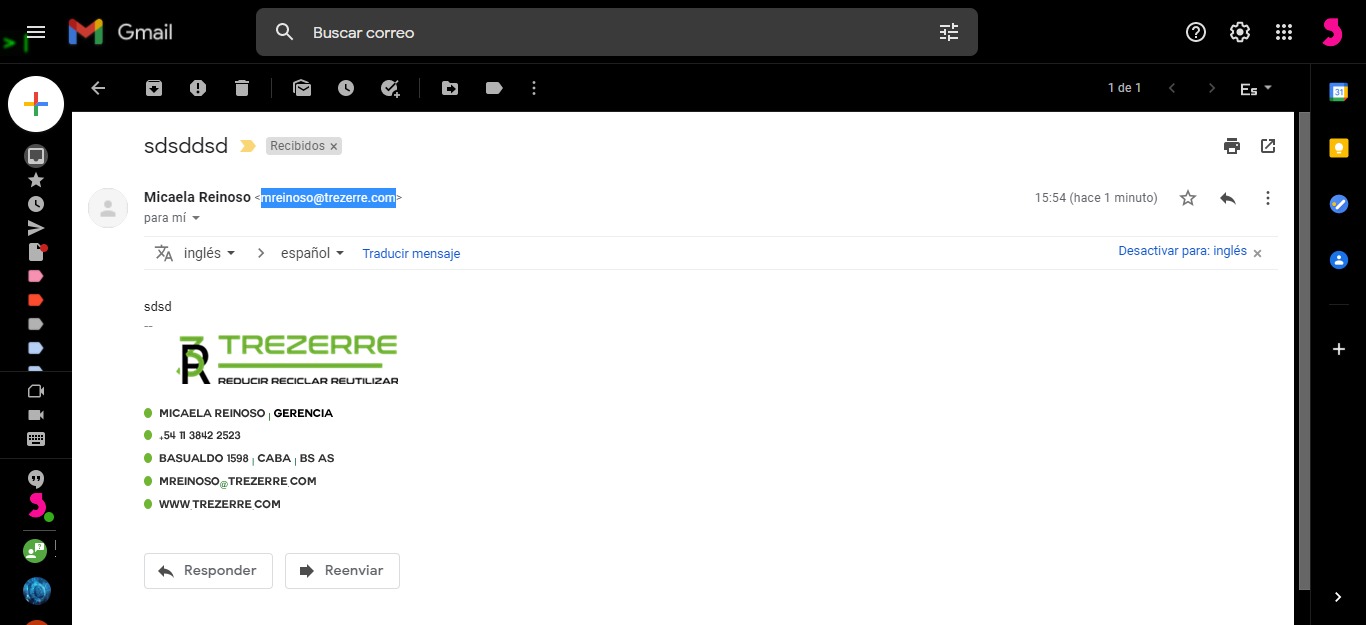 Gmail
Buscar correo
1 de 1
Es
sdsddsd
Recibidos ×
Micaela Reinoso <mreinoso@trezerre.com>
15:54 (hace 1 minuto)
para mí
inglés > español Traducir mensaje
Desactivar para: inglés ×
sdsd
--
3R TREZERRE
REDUCIR RECICLAR REUTILIZAR
MICAELA REINOSO | GERENCIA
+54 11 3842 2523
BASUALDO 1598 | CABA | BS AS
MREINOSO@TREZERRE.COM
WWW.TREZERRE.COM
Responder
Reenviar
31